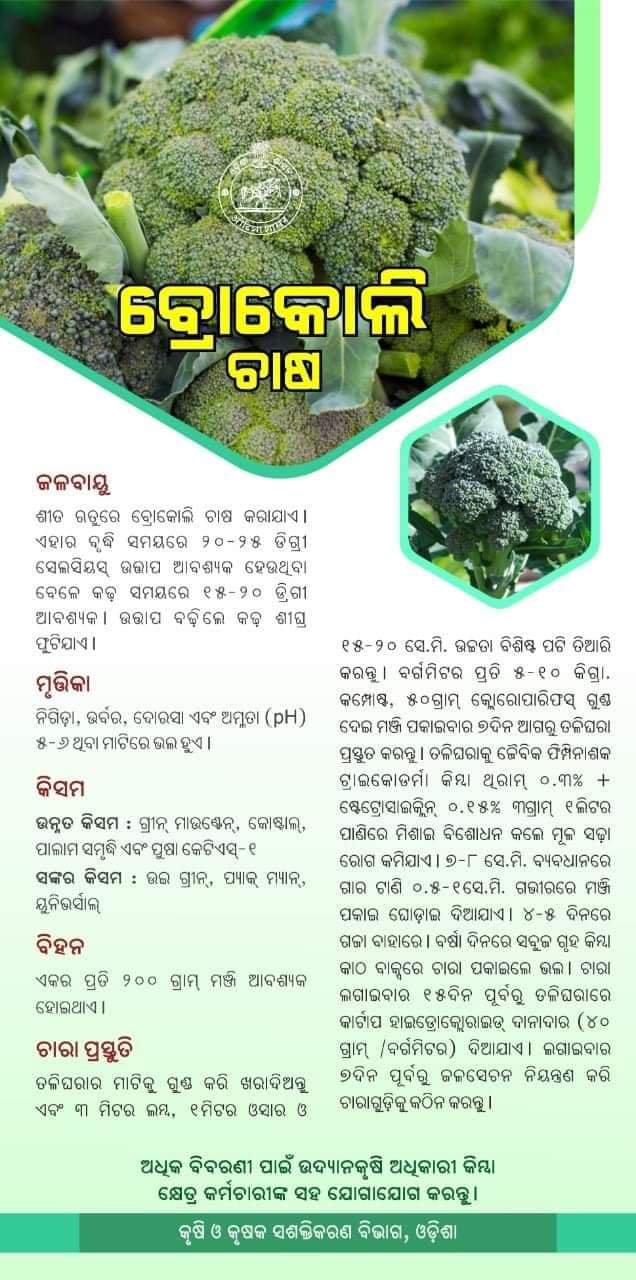 ବ୍ରୋକୋଲି
ଚାଷ
ଜଳବାୟୁ
ଶୀତ ଋତୁରେ ବ୍ରୋକୋଲି ଚାଷ କରାଯାଏ।
ଏହାର ଦୃଦ୍ଧି ସମୟରେ ୨୦-୨୫ ଡିଗ୍ରୀ
ସେଲସିୟସ୍ ଉତ୍ତାପ ଆବଶ୍ୟକ ହେଉଥିବା
ବେଳେ କଢ଼ ସମୟରେ ୧୫-୨୦ ଡ୍ରିଗୀ
ଆବଶ୍ୟକ। ଉତ୍ତାପ ବଢ଼ିଲେ କଢ଼ ଶୀଘ୍ର
ଫୁଟିଯାଏ।
ମୃତ୍ତିକା
ନିଗିଡ଼ା, ଉର୍ବର, ଦୋରସା ଏବଂ ଅମ୍ଳତା (pH)
୫-୬ ଥିବା ମାଟିରେ ଭଲ ହୁଏ।
କିସମ
ଉନ୍ନତ କିସମ : ଗ୍ରୀନ୍ ମାଉଣ୍ଟେନ୍, କୋଷ୍ଟାଲ୍,
ପାଲାମ ସମୃଦ୍ଧି ଏବଂ ପୁଷା କେଟିଏସ୍-୧
ସଙ୍କର କିସମ : ଉଇ ଗ୍ରୀନ୍, ପ୍ୟାକ୍ ମ୍ୟାନ୍,
ୟୁନିଭର୍ସାଲ୍
ବିହନ
ଏକର ପ୍ରତି ୨୦୦ ଗ୍ରାମ୍ ମଞ୍ଜି ଆବଶ୍ୟକ
ହୋଇଥାଏ।
ଚାରା ପ୍ରସ୍ତୁତି
ତଳିଘରାର ମାଟିକୁ ଗୁଣ୍ଡ କରି ଖରାଦିଅନ୍ତୁ
ଏବଂ ୩ ମିଟର ଲମ୍ୱ, ୧ମିଟର ଓସାର ଓ
୧୫-୨୦ ସେ.ମି. ଉଚ୍ଚତା ବିଶିଷ୍ଟ ପଟି ତିଆରି
କରନ୍ତୁ। ବର୍ଗମିଟର ପ୍ରତି ୫-୧୦ କିଗ୍ରା.
କମ୍ପୋଷ୍ଟ, ୫୦ଗ୍ରାମ୍ କ୍ଲୋରୋପାରିଫସ୍ ଗୁଣ୍ଡ
ଦେଇ ମଞ୍ଜି ପକାଇବାର ୭ଦିନ ଆଗରୁ ତଳିଘରା
ପ୍ରସ୍ତୁତ କରନ୍ତୁ। ତଳିଘରାକୁ ଜୈବିକ ଫିମ୍ପିନାଶକ
ଟ୍ରାଇକୋଡର୍ମା କିମ୍ୱା ଥିରାମ୍ ୦.୩% +
ଷ୍ଟେଟ୍ରୋସାଇକ୍ଲିନ୍ ୦.୧୫% ୩ଗ୍ରାମ୍ ୧ଲିଟର
ପାଣିରେ ମିଶାଇ ବିଶୋଧନ କଲେ ମୂଳ ସଢ଼ା
ରୋଗ କମିଯାଏ। ୭-୮ ସେ.ମି. ବ୍ୟବଧାନରେ
ଗାର ଟାଣି ୦.୫-୧ସେ.ମି. ଗଭୀରରେ ମଞ୍ଜି
ପକାଇ ଘୋଡ଼ାଇ ଦିଆଯାଏ। ୪-୫ ଦିନରେ
ଗଜା ବାହାରେ। ବର୍ଷା ଦିନରେ ସବୁଜ ଗୃହ କିମ୍ୱା
କାଠ ବାକ୍ସରେ ଚାରା ପକାଇଲେ ଭଲ। ଚାରା
ଲଗାଇବାର ୧୫ଦିନ ପୂର୍ବରୁ ତଳିଘରାରେ
କାର୍ଟାପ ହାଇଡ୍ରୋକ୍ଲୋରାଇଡ୍ ଦାନାଦାର (୪୦
ଗ୍ରାମ୍ /ବର୍ଗମିଟର) ଦିଆଯାଏ। ଲଗାଇବାର
୭ଦିନ ପୂର୍ବରୁ ଜଳସେଚନ ନିୟନ୍ତ୍ରଣ କରି
ଚାରାଗୁଡ଼ିକୁ କଠିନ କରନ୍ତୁ।
ଅଧିକ ବିବରଣୀ ପାଇଁ ଉଦ୍ୟାନକୃଷି ଅଧିକାରୀ କିମ୍ୱା
କ୍ଷେତ୍ର କର୍ମଚାରୀଙ୍କ ସହ ଯୋଗାଯୋଗ କରନ୍ତୁ।
କୃଷି ଓ କୃଷକ ସଶକ୍ତିକରଣ ବିଭାଗ, ଓଡ଼ିଶା